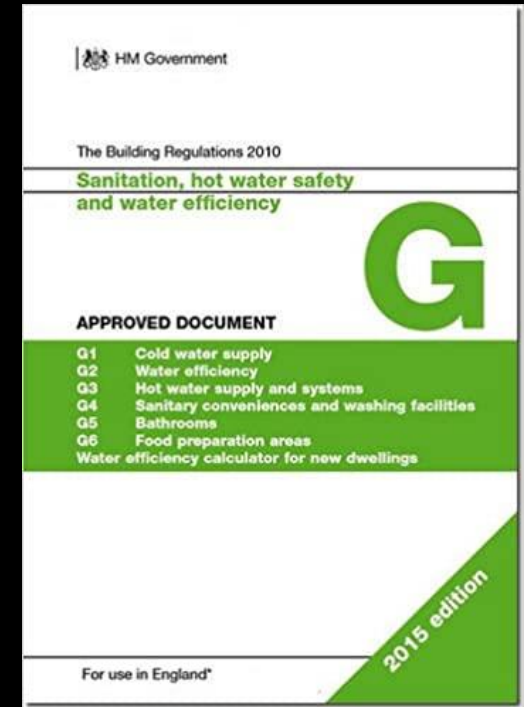 HM Government
The Building Regulations 2010
Sanitation, hot water safety
and water efficiency
G
APPROVED DOCUMENT
G1 Cold water supply
G2 Water efficiency
G3 Hot water supply and systems
G4 Sanitary conveniences and washing facilities
G5 Bathrooms
G6 Food preparation areas
Water efficiency calculator for new dwellings
2015 edition
For use in England*